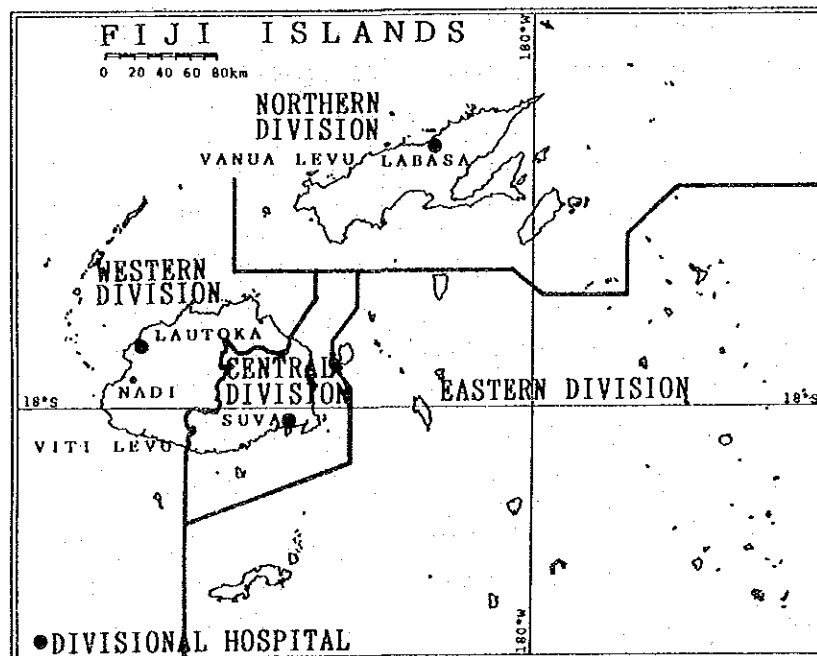 FIJI ISLANDS
0 20 40 60 80km
180°W
NORTHERN
DIVISION
VANUA LEVU
LABASA
WESTERN
DIVISION
LAUTOKA
CENTRAL
DIVISION
NADI
EASTERN DIVISION
18°S
18°S
SUVA
VITI LEVU
180°W
●DIVISIONAL HOSPITAL